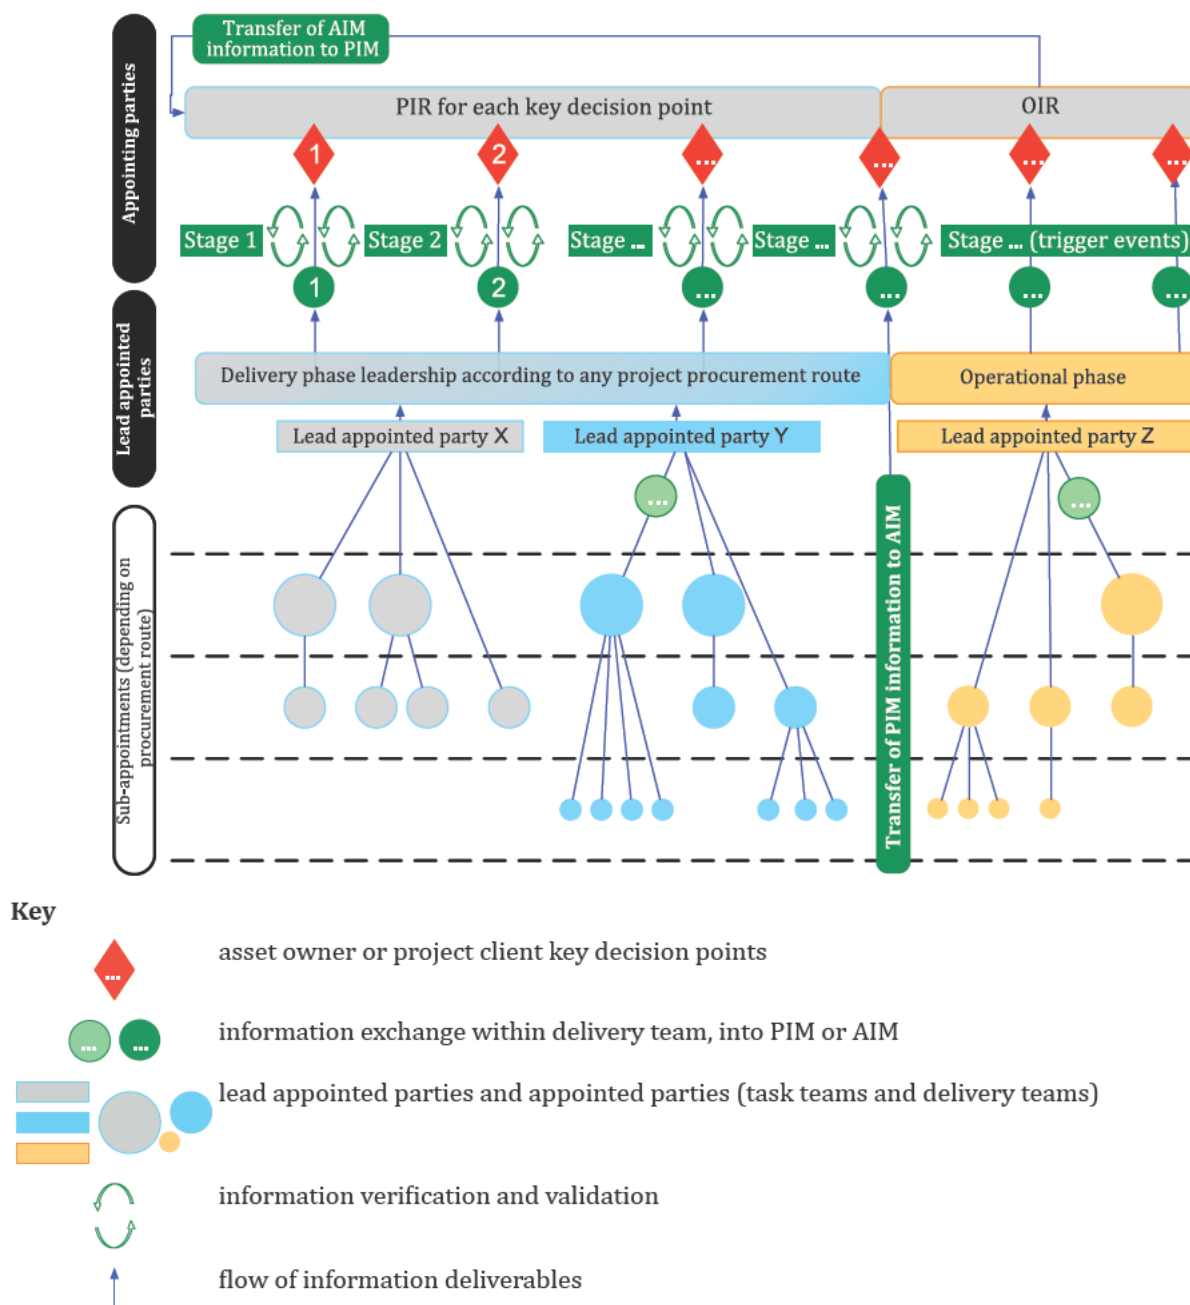 Transfer of AIM
information to PIM
Appointing parties
PIR for each key decision point
OIR
1
2
...
...
...
...
Stage 1
Stage 2
Stage ...
Stage ...
Stage ... (trigger events)
1
2
...
...
...
...
Lead appointed
parties
Delivery phase leadership according to any project procurement route
Operational phase
Lead appointed party X
Lead appointed party Y
Lead appointed party Z
...
...
Sub-appointments (depending on
procurement route)
Transfer of PIM information to AIM
Key
...
asset owner or project client key decision points
...
...
information exchange within delivery team, into PIM or AIM
lead appointed parties and appointed parties (task teams and delivery teams)
information verification and validation
flow of information deliverables